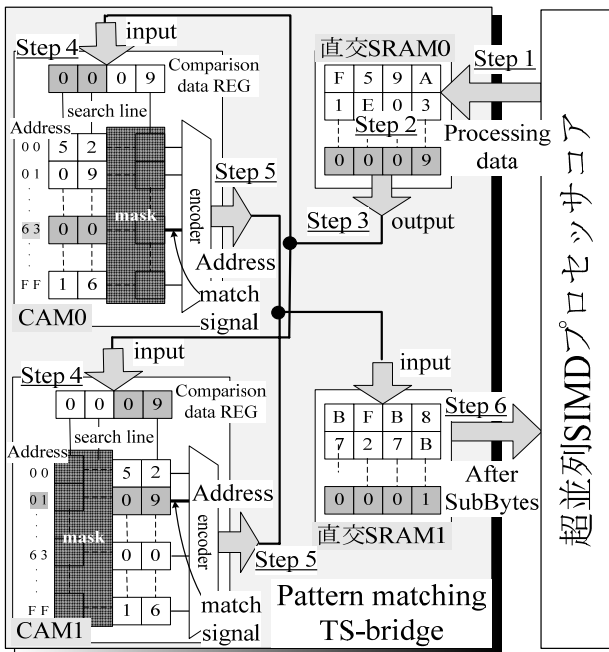 Step 4
input
0 0 0 9
Comparison
data REG
search line
Address
0 0
5 2
0 1
0 9
mask
6 3
0 0
F F
1 6
encoder
Step 5
Address
match
signal
CAM0
直交SRAM0
F 5 9 A
1 E 0 3
Step 1
Step 2
Processing
data
0 0 0 9
Step 3
output
Step 4
input
0 0 0 9
Comparison
data REG
search line
Address
0 0
5 2
0 1
0 9
mask
6 3
0 0
F F
1 6
encoder
Address
Step 5
match
signal
CAM1
input
B F B 8
7 2 7 B
Step 6
After
SubBytes
0 0 0 1
直交SRAM1
Pattern matching
TS-bridge
超並列SIMDプロセッサコア